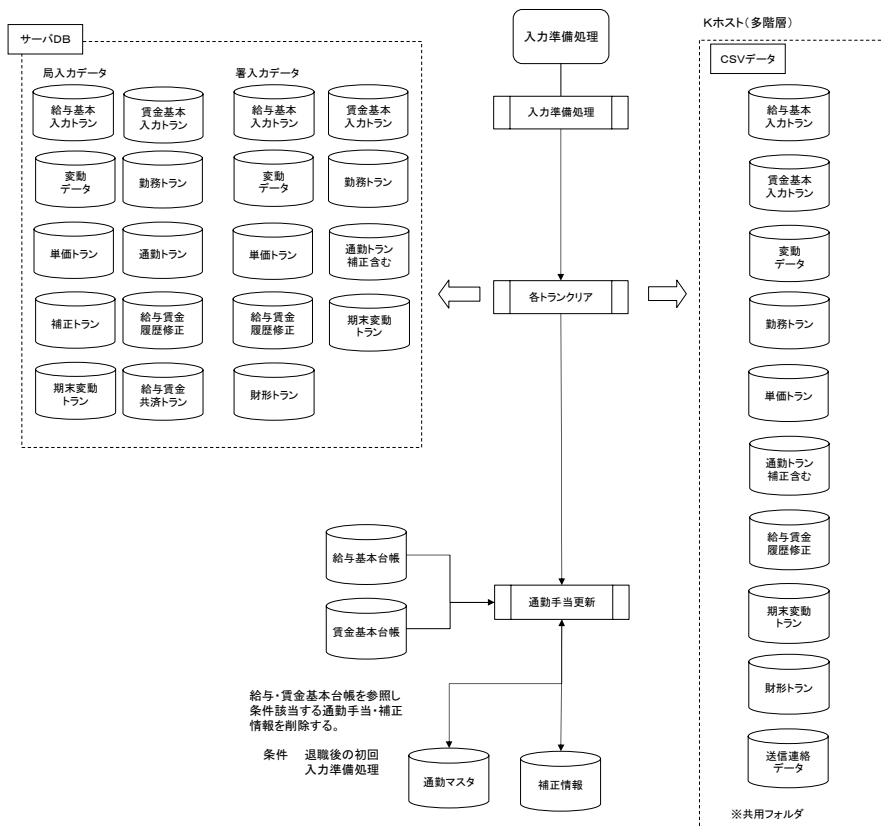 サーバDB
局入力データ
署入力データ
給与基本
入力トラン
賃金基本
入力トラン
給与基本
入力トラン
賃金基本
入力トラン
変動
データ
勤務トラン
変動
データ
勤務トラン
単価トラン
通勤トラン
単価トラン
通勤トラン
補正含む
補正トラン
給与賃金
履歴修正
給与賃金
履歴修正
期末変動
トラン
期末変動
トラン
給与賃金
共済トラン
財形トラン
入力準備処理
入力準備処理
各トランクリア
給与基本台帳
賃金基本台帳
通勤手当更新
給与・賃金基本台帳を参照し
条件該当する通勤手当・補正
情報を削除する。
条件 退職後の初回
入力準備処理
通勤マスタ
補正情報
Kホスト(多階層)
CSVデータ
給与基本
入力トラン
賃金基本
入力トラン
変動
データ
勤務トラン
単価トラン
通勤トラン
補正含む
給与賃金
履歴修正
期末変動
トラン
財形トラン
送信連絡
データ
※共用フォルダ